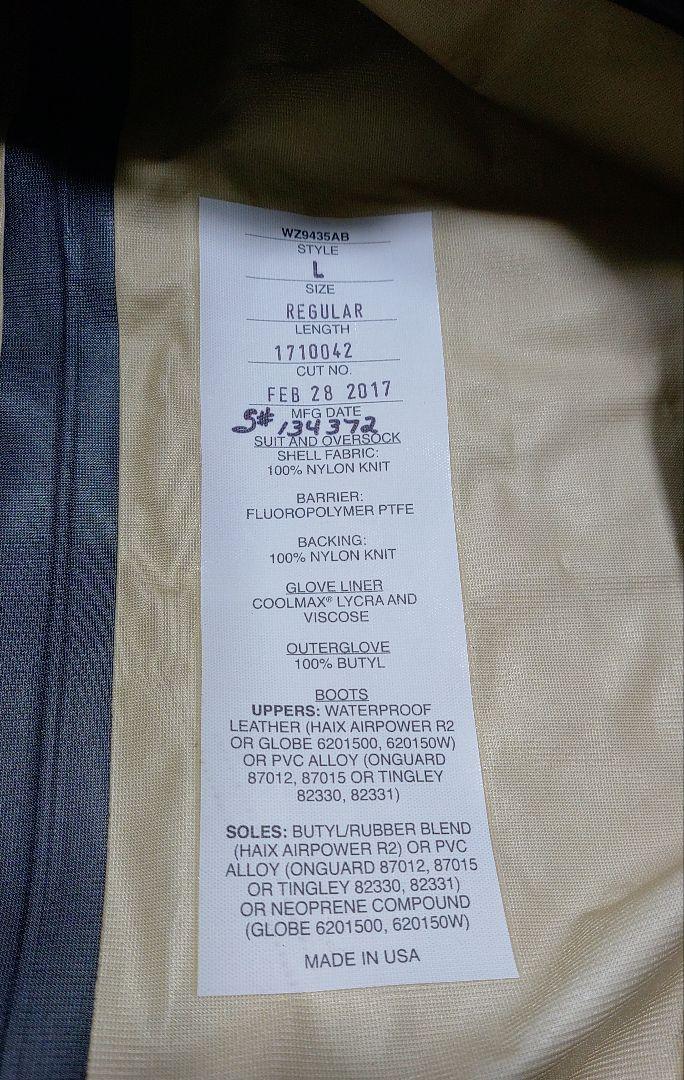 WZ9435AB
STYLE
L
SIZE
REGULAR
LENGTH
1710042
CUT NO.
FEB 28 2017
MFG DATE
S# 134372
SUIT AND OVERSOCK
SHELL FABRIC:
100% NYLON KNIT
BARRIER:
FLUOROPOLYMER PTFE
BACKING:
100% NYLON KNIT
GLOVE LINER
COOLMAX® LYCRA AND
VISCOSE
OUTERGLOVE
100% BUTYL
BOOTS
UPPERS: WATERPROOF
LEATHER (HAIX AIRPOWER R2
OR GLOBE 6201500, 620150W)
OR PVC ALLOY (ONGUARD
87012, 87015 OR TINGLEY
82330, 82331)
SOLES: BUTYL/RUBBER BLEND
(HAIX AIRPOWER R2) OR PVC
ALLOY (ONGUARD 87012, 87015
OR TINGLEY 82330, 82331)
OR NEOPRENE COMPOUND
(GLOBE 6201500, 620150W)
MADE IN USA